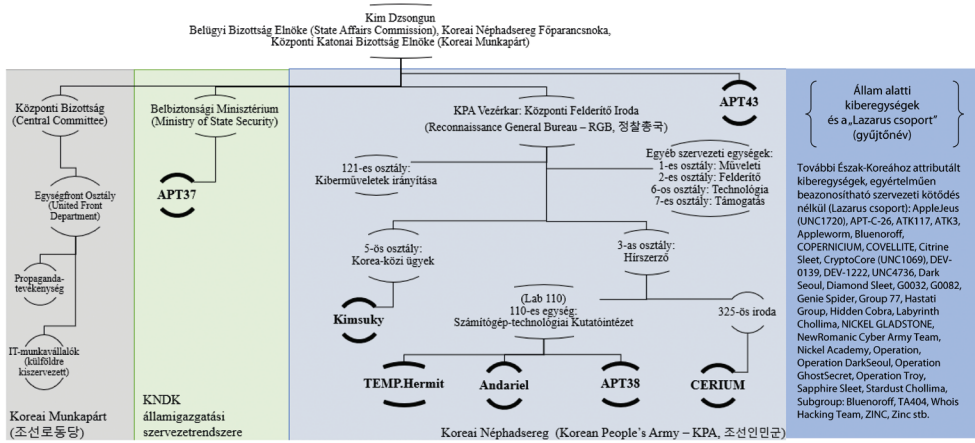 Kim Dzsongun
Belügyi Bizottság Elnöke (State Affairs Commission), Koreai Néphadsereg Főparancsnoka,
Központi Katonai Bizottság Elnöke (Koreai Munkapárt)
Központi Bizottság
(Central Committee)
Egységfront Osztály
(United Front
Department)
Propaganda-
tevékenység
IT-munkavállalók
(külföldre
kiszervezett)
Koreai Munkapárt
(조선로동당)
Belbiztonsági Minisztérium
(Ministry of State Security)
APT37
KNDK
államigazgatási
szervezetrendszere
KPA Vezérkar: Központi Felderítő Iroda
(Reconnaissance General Bureau – RGB, 정찰총국)
APT43
121-es osztály:
Kiberműveletek irányítása
Egyéb szervezeti egységek:
1-es osztály: Műveleti
2-es osztály: Felderítő
6-os osztály: Technológia
7-es osztály: Támogatás
5-ös osztály:
Korea-közi ügyek
3-as osztály:
Hírszerző
Kimsuky
(Lab 110)
110-es egység:
Számítógép-technológiai Kutatóintézet
325-ös iroda
TEMP.Hermit
Andariel
APT38
CERIUM
Koreai Néphadsereg (Korean People's Army – KPA, 조선인민군)
Állam alatti
kiberegységek
és a „Lazarus csoport”
(gyűjtőnév)
További Észak-Koreához attributált
kiberegységek, egyértelműen
beazonosítható szervezeti kötődés
nélkül (Lazarus csoport): AppleJeus
(UNC1720), APT-C-26, ATK117, ATK3,
Appleworm, Bluenoroff,
COPERNICIUM, COVELLITE, Citrine
Sleet, CryptoCore (UNC1069), DEV-
0139, DEV-1222, UNC4736, Dark
Seoul, Diamond Sleet, G0032, G0082,
Genie Spider, Group 77, Hastati
Group, Hidden Cobra, Labyrinth
Chollima, NICKEL GLADSTONE,
NewRomanic Cyber Army Team,
Nickel Academy, Operation,
Operation DarkSeoul, Operation
GhostSecret, Operation Troy,
Sapphire Sleet, Stardust Chollima,
Subgroup: Bluenoroff, TA404, Whois
Hacking Team, ZINC, Zinc stb.